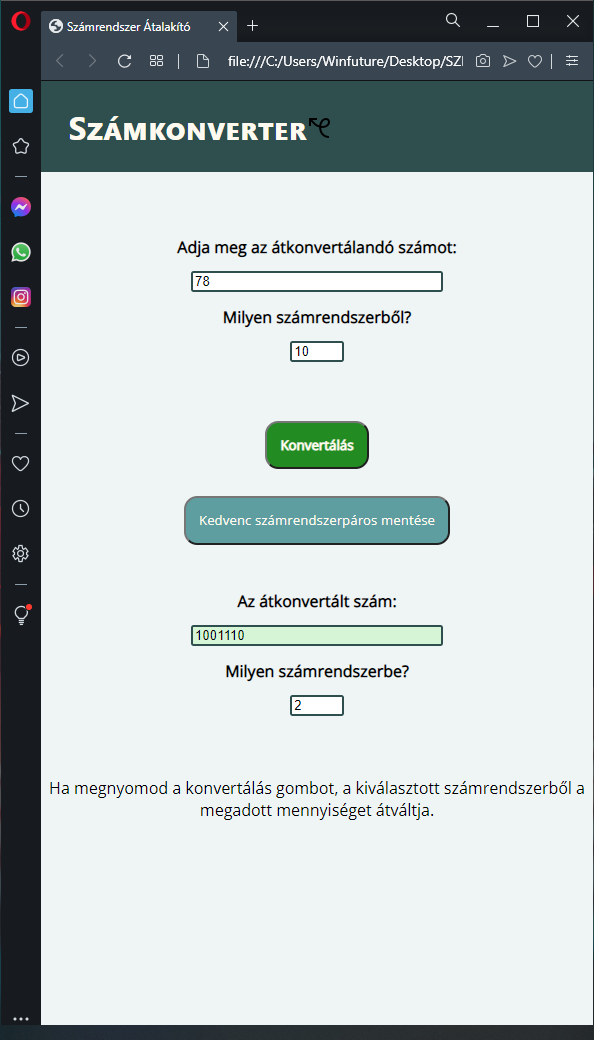 Számrendszer Átalakító
file:///C:/Users/Winfuture/Desktop/SZI
Számkonverter
Adja meg az átkonvertálandó számot:
78
Milyen számrendszerből?
10
Konvertálás
Kedvenc számrendszerpáros mentése
Az átkonvertált szám:
1001110
Milyen számrendszerbe?
2
Ha megnyomod a konvertálás gombot, a kiválasztott számrendszerből a
megadott mennyiséget átváltja.